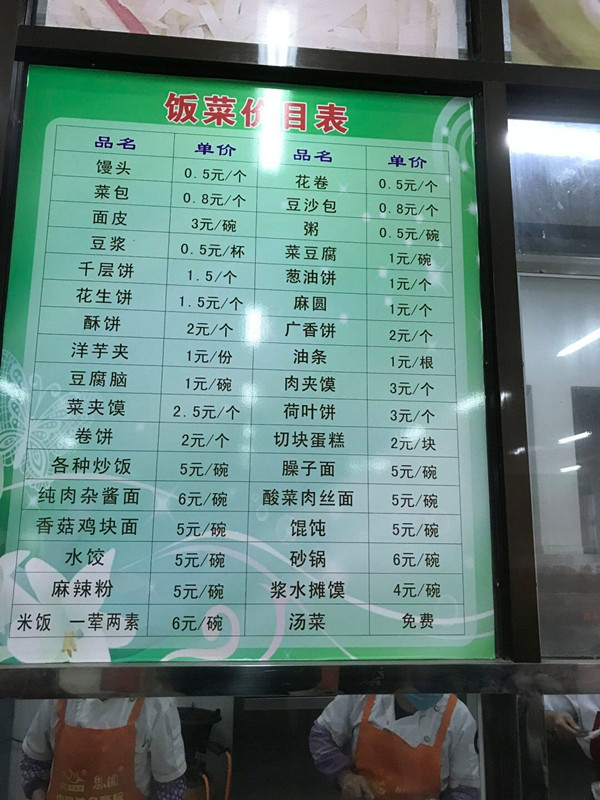 饭菜价目表
品名 单价 品名 单价
馒头 0.5元/个 花卷 0.5元/个
菜包 0.8元/个 豆沙包 0.8元/个
面皮 3元/碗 粥 0.5元/碗
豆浆 0.5元/杯 菜豆腐 1元/碗
千层饼 1.5/个 葱油饼 1元/个
花生饼 1.5元/个 麻圆 1元/个
酥饼 2元/个 广香饼 2元/个
洋芋夹 1元/份 油条 1元/根
豆腐脑 1元/碗 肉夹馍 3元/个
菜夹馍 2.5元/个 荷叶饼 3元/个
卷饼 2元/个 切块蛋糕 2元/块
各种炒饭 5元/碗 臊子面 5元/碗
纯肉杂酱面 6元/碗 酸菜肉丝面 5元/碗
香菇鸡块面 5元/碗 馄饨 5元/碗
水饺 5元/碗 砂锅 6元/碗
麻辣粉 5元/碗 浆水摊馍 4元/碗
米饭 一荤两素 6元/碗 汤菜 免费